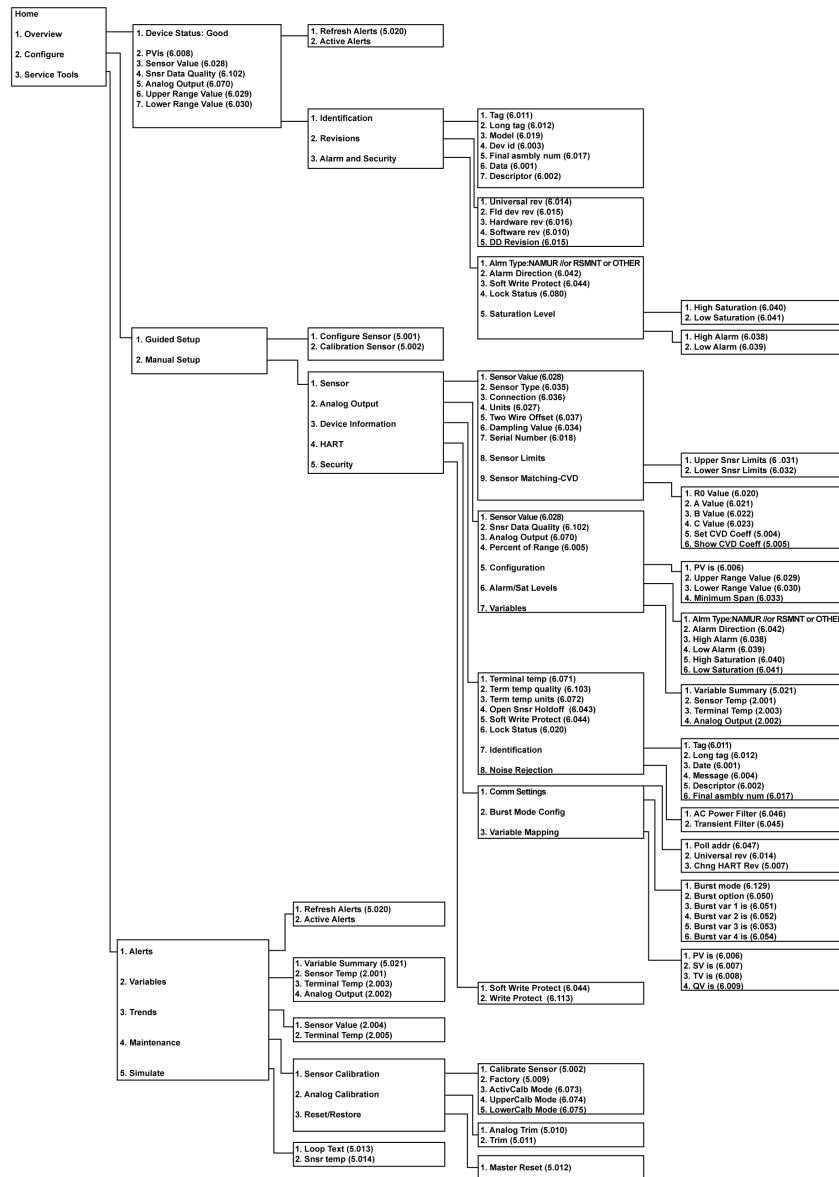 Home
1. Overview
2. Configure
3. Service Tools
1. Device Status: Good
2. PVIs (6.008)
3. Sensor Value (6.028)
4. Snsr Data Quality (6.102)
5. Analog Output (6.070)
6. Upper Range Value (6.029)
7. Lower Range Value (6.030)
1. Refresh Alerts (5.020)
2. Active Alerts
1. Identification
2. Revisions
3. Alarm and Security
1. Tag (6.011)
2. Long tag (6.012)
3. Model (6.019)
4. Dev id (6.003)
5. Final asmbly num (6.017)
6. Data (6.001)
7. Descriptor (6.002)
1. Universal rev (6.014)
2. Fld dev rev (6.015)
3. Hardware rev (6.016)
4. Software rev (6.010)
5. DD Revision (6.015)
1. Alrm Type:NAMUR //or RSMNT or OTHER
2. Alarm Direction (6.042)
3. Soft Write Protect (6.044)
4. Lock Status (6.080)
5. Saturation Level
1. High Saturation (6.040)
2. Low Saturation (6.041)
1. High Alarm (6.038)
2. Low Alarm (6.039)
1. Guided Setup
2. Manual Setup
1. Configure Sensor (5.001)
2. Calibration Sensor (5.002)
1. Sensor
2. Analog Output
3. Device Information
4. HART
5. Security
1. Sensor Value (6.028)
2. Sensor Type (6.035)
3. Connection (6.036)
4. Units (6.027)
5. Two Wire Offset (6.037)
6. Dampling Value (6.034)
7. Serial Number (6.018)
8. Sensor Limits
9. Sensor Matching-CVD
1. Upper Snsr Limits (6 .031)
2. Lower Snsr Limits (6.032)
1. R0 Value (6.020)
2. A Value (6.021)
3. B Value (6.022)
4. C Value (6.023)
5. Set CVD Coeff (5.004)
6. Show CVD Coeff (5.005)
1. Sensor Value (6.028)
2. Snsr Data Quality (6.102)
3. Analog Output (6.070)
4. Percent of Range (6.005)
5. Configuration
6. Alarm/Sat Levels
7. Variables
1. PV is (6.006)
2. Upper Range Value (6.029)
3. Lower Range Value (6.030)
4. Minimum Span (6.033)
1. Alrm Type:NAMUR //or RSMNT or OTHER
2. Alarm Direction (6.042)
3. High Alarm (6.038)
4. Low Alarm (6.039)
5. High Saturation (6.040)
6. Low Saturation (6.041)
1. Variable Summary (5.021)
2. Sensor Temp (2.001)
3. Terminal Temp (2.003)
4. Analog Output (2.002)
1. Terminal temp (6.071)
2. Term temp quality (6.103)
3. Term temp units (6.072)
4. Open Snsr Holdoff (6.043)
5. Soft Write Protect (6.044)
6. Lock Status (6.020)
7. Identification
8. Noise Rejection
1. Tag (6.011)
2. Long tag (6.012)
3. Date (6.001)
4. Message (6.004)
5. Descriptor (6.002)
6. Final asmbly num (6.017)
1. AC Power Filter (6.046)
2. Transient Filter (6.045)
1. Comm Settings
2. Burst Mode Config
3. Variable Mapping
1. Poll addr (6.047)
2. Universal rev (6.014)
3. Chng HART Rev (5.007)
1. Burst mode (6.129)
2. Burst option (6.050)
3. Burst var 1 is (6.051)
4. Burst var 2 is (6.052)
5. Burst var 3 is (6.053)
6. Burst var 4 is (6.054)
1. PV is (6.006)
2. SV is (6.007)
3. TV is (6.008)
4. QV is (6.009)
1. Soft Write Protect (6.044)
2. Write Protect (6.113)
1. Alerts
2. Variables
3. Trends
4. Maintenance
5. Simulate
1. Refresh Alerts (5.020)
2. Active Alerts
1. Variable Summary (5.021)
2. Sensor Temp (2.001)
3. Terminal Temp (2.003)
4. Analog Output (2.002)
1. Sensor Value (2.004)
2. Terminal Temp (2.005)
1. Sensor Calibration
2. Analog Calibration
3. Reset/Restore
1. Calibrate Sensor (5.002)
2. Factory (5.009)
3. ActivCalb Mode (6.073)
4. UpperCalb Mode (6.074)
5. LowerCalb Mode (6.075)
1. Analog Trim (5.010)
2. Trim (5.011)
1. Master Reset (5.012)
1. Loop Text (5.013)
2. Snsr temp (5.014)